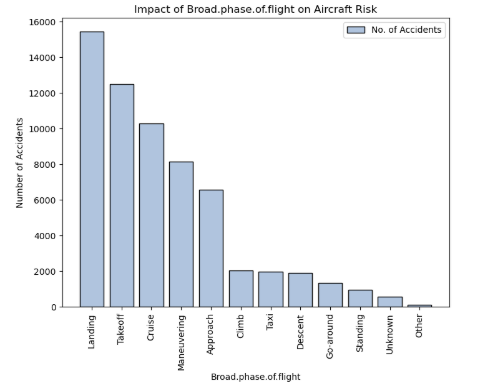 Impact of Broad.phase.of.flight on Aircraft Risk
No. of Accidents
Number of Accidents
16000
14000
12000
10000
8000
6000
4000
2000
0
Landing
Takeoff
Cruise
Maneuvering
Approach
Climb
Taxi
Descent
Go-around
Standing
Unknown
Other
Broad.phase.of.flight